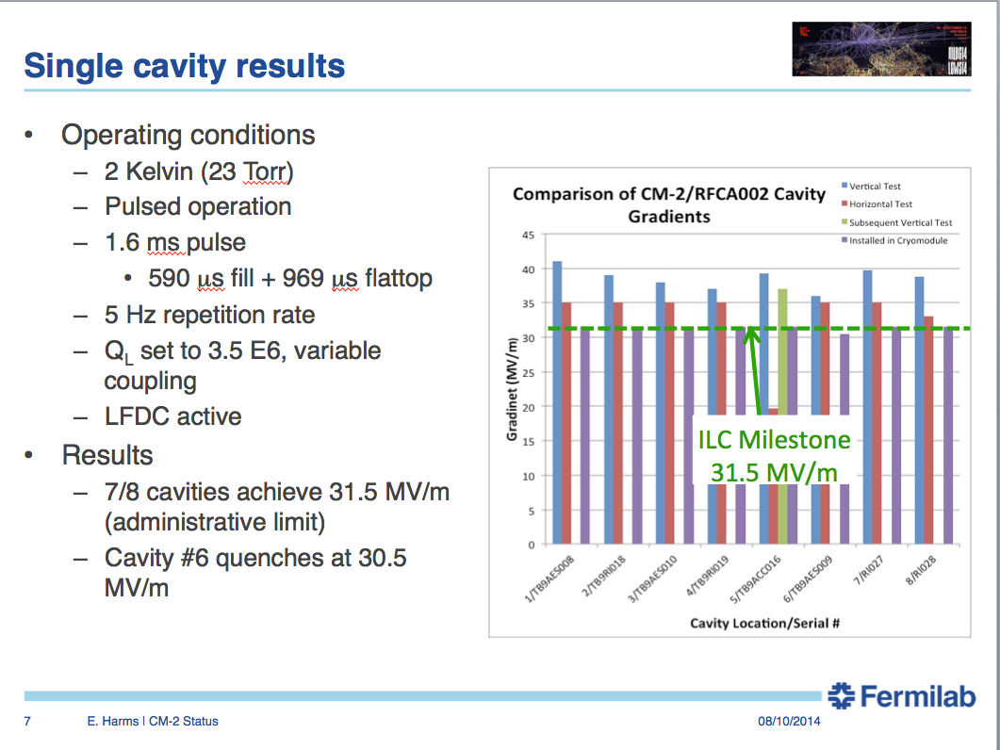 Single cavity results
AWLC14
LCWS14
• Operating conditions
– 2 Kelvin (23 Torr)
– Pulsed operation
– 1.6 ms pulse
• 590 μs fill + 969 μs flattop
– 5 Hz repetition rate
– QL set to 3.5 E6, variable
coupling
– LFDC active
• Results
– 7/8 cavities achieve 31.5 MV/m
(administrative limit)
– Cavity #6 quenches at 30.5
MV/m
Comparison of CM-2/RFCA002 Cavity
Gradients
Vertical Test
Horizontal Test
Subsequent Vertical Test
Installed in Cryomodule
Gradinet (MV/m)
45
40
35
30
25
20
15
10
5
0
ILC Milestone
31.5 MV/m
1/TB9AES008
2/TB9RI018
3/TB9AES010
4/TB9RI019
5/TB9ACC016
6/TB9AES009
7/RI027
8/RI028
Cavity Location/Serial #
Fermilab
7
E. Harms | CM-2 Status
08/10/2014